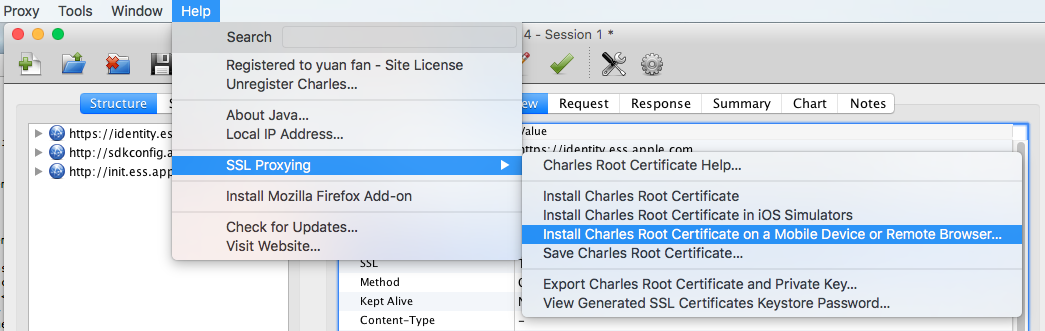 Proxy Tools Window Help
Search
4 - Session 1 *
Registered to yuan fan - Site License
Unregister Charles...
About Java...
Local IP Address...
SSL Proxying
Install Mozilla Firefox Add-on
Check for Updates...
Visit Website...
Structure S
ew Request Response Summary Chart Notes
https://identity.es
http://sdkconfig.a
http://init.ess.app
Value
https://identity.ess.apple.com
Charles Root Certificate Help...
Install Charles Root Certificate
Install Charles Root Certificate in iOS Simulators
Install Charles Root Certificate on a Mobile Device or Remote Browser...
Save Charles Root Certificate...
Export Charles Root Certificate and Private Key...
View Generated SSL Certificates Keystore Password...
SSL
Method
Kept Alive
Content-Type –